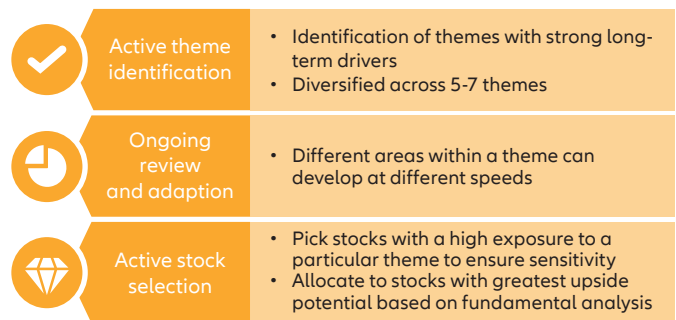 Active theme
identification
• Identification of themes with strong long-
term drivers
• Diversified across 5-7 themes
Ongoing
review
and adaption
• Different areas within a theme can
develop at different speeds
Active stock
selection
• Pick stocks with a high exposure to a
particular theme to ensure sensitivity
• Allocate to stocks with greatest upside
potential based on fundamental analysis